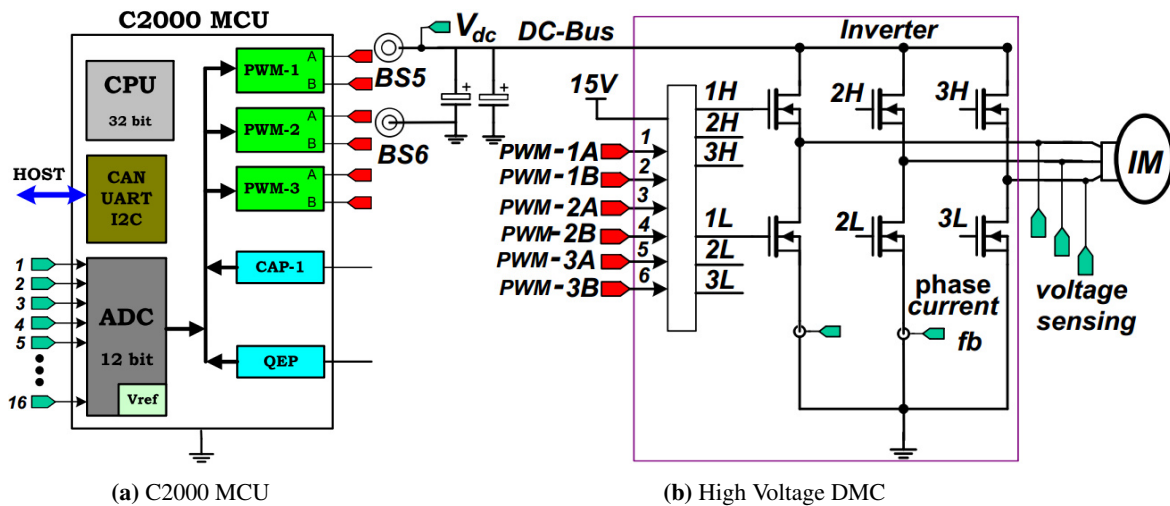 C2000 MCU
CPU
32 bit
HOST
CAN
UART
I2C
1
2
3
4
5
16
ADC
12 bit
Vref
PWM-1
A
B
PWM-2
A
B
PWM-3
A
B
CAP-1
QEP
BS5
BS6
Vdc
+
+
DC-Bus
Inverter
15V
PWM-1A
PWM-1B
PWM-2A
PWM-2B
PWM-3A
PWM-3B
1
2
3
4
5
6
1H
2H
3H
1L
2L
3L
2H
3H
2L
3L
phase
current
fb
IM
voltage
sensing
(a) C2000 MCU
(b) High Voltage DMC